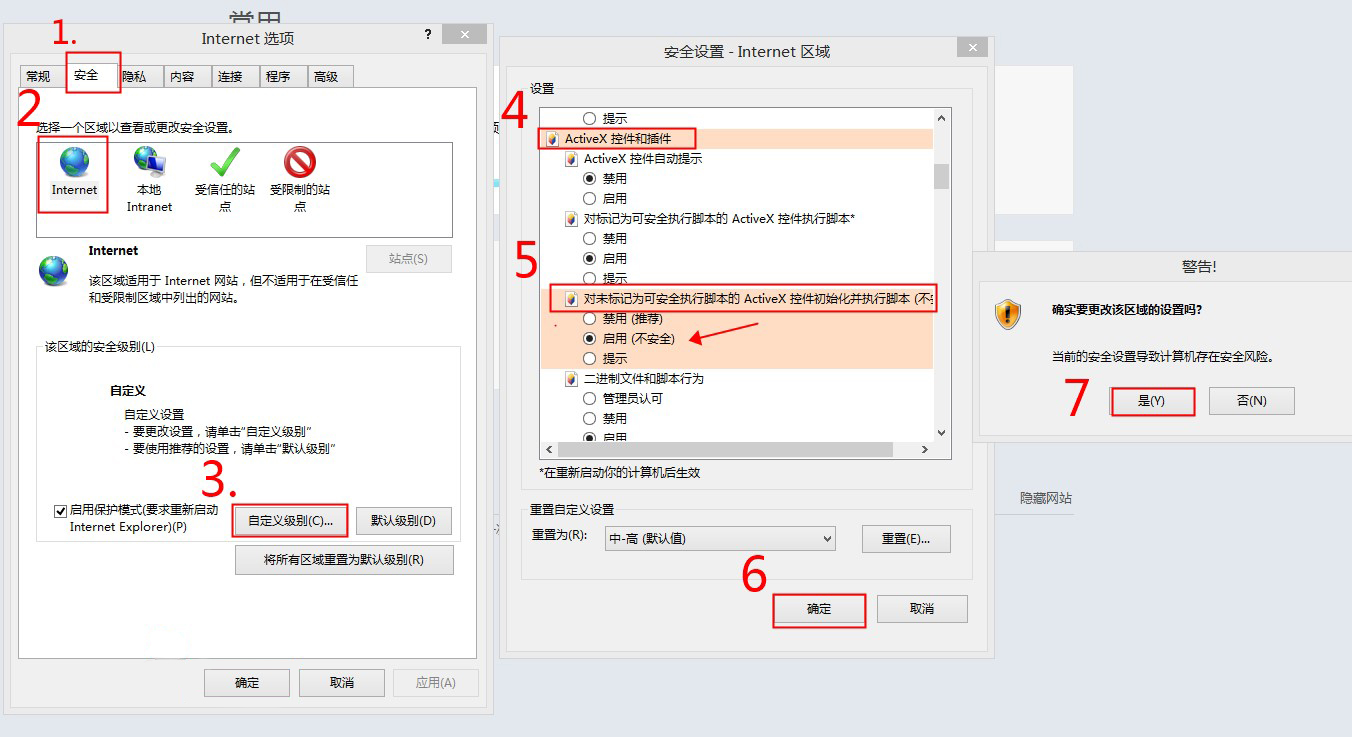 常用
1.
Internet 选项
?
常规
安全
隐私
内容
连接
程序
高级
2
选择一个区域以查看或更改安全设置。
Internet
本地
Intranet
受信任的站
点
受限制的站
点
Internet
站点(S)
该区域适用于 Internet 网站，但不适用于在受信任
和受限制区域中列出的网站。
该区域的安全级别(L)
自定义
自定义设置
- 要更改设置，请单击“自定义级别”
- 要使用推荐的设置，请单击“默认级别”
3.
启用保护模式(要求重新启动
Internet Explorer)(P)
自定义级别(C)...
默认级别(D)
将所有区域重置为默认级别(R)
确定
取消
应用(A)
安全设置 - Internet 区域
设置
4
提示
ActiveX 控件和插件
ActiveX 控件自动提示
禁用
启用
对标记为可安全执行脚本的 ActiveX 控件执行脚本*
禁用
5
启用
提示
对未标记为可安全执行脚本的 ActiveX 控件初始化并执行脚本 (不
禁用 (推荐)
启用 (不安全)
提示
二进制文件和脚本行为
管理员认可
禁用
启用
*在重新启动你的计算机后生效
重置自定义设置
重置为(R):
中-高 (默认值)
重置(E)...
6
确定
取消
警告!
确实要更改该区域的设置吗?
当前的安全设置导致计算机存在安全风险。
7
是(Y)
否(N)
隐藏网站